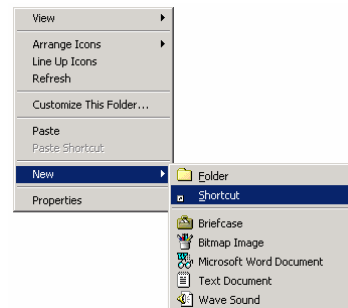 View
Arrange Icons
Line Up Icons
Refresh
Customize This Folder...
Paste
Paste Shortcut
New
Properties
Folder
Shortcut
Briefcase
Bitmap Image
Microsoft Word Document
Text Document
Wave Sound